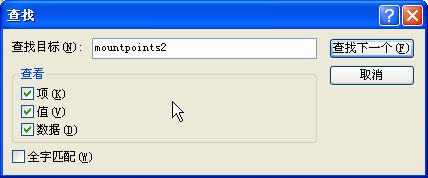 查找
查找目标(N): mountpoints2 查找下一个(F)
取消
查看
项(K)
值(V)
数据(D)
全字匹配(W)